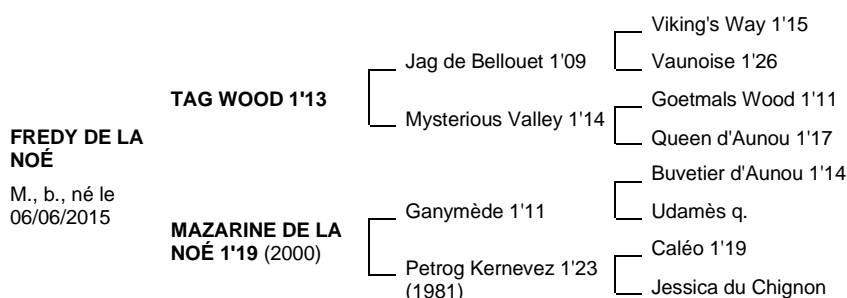 FREDY DE LA
NOÉ
M., b., né le
06/06/2015
TAG WOOD 1'13
MAZARINE DE LA
NOÉ 1'19 (2000)
Jag de Bellouet 1'09
Mysterious Valley 1'14
Ganymède 1'11
Petrog Kernevez 1'23
(1981)
Viking's Way 1'15
Vaunoise 1'26
Goetmals Wood 1'11
Queen d'Aunou 1'17
Buvetier d'Aunou 1'14
Udamès q.
Caléo 1'19
Jessica du Chignon